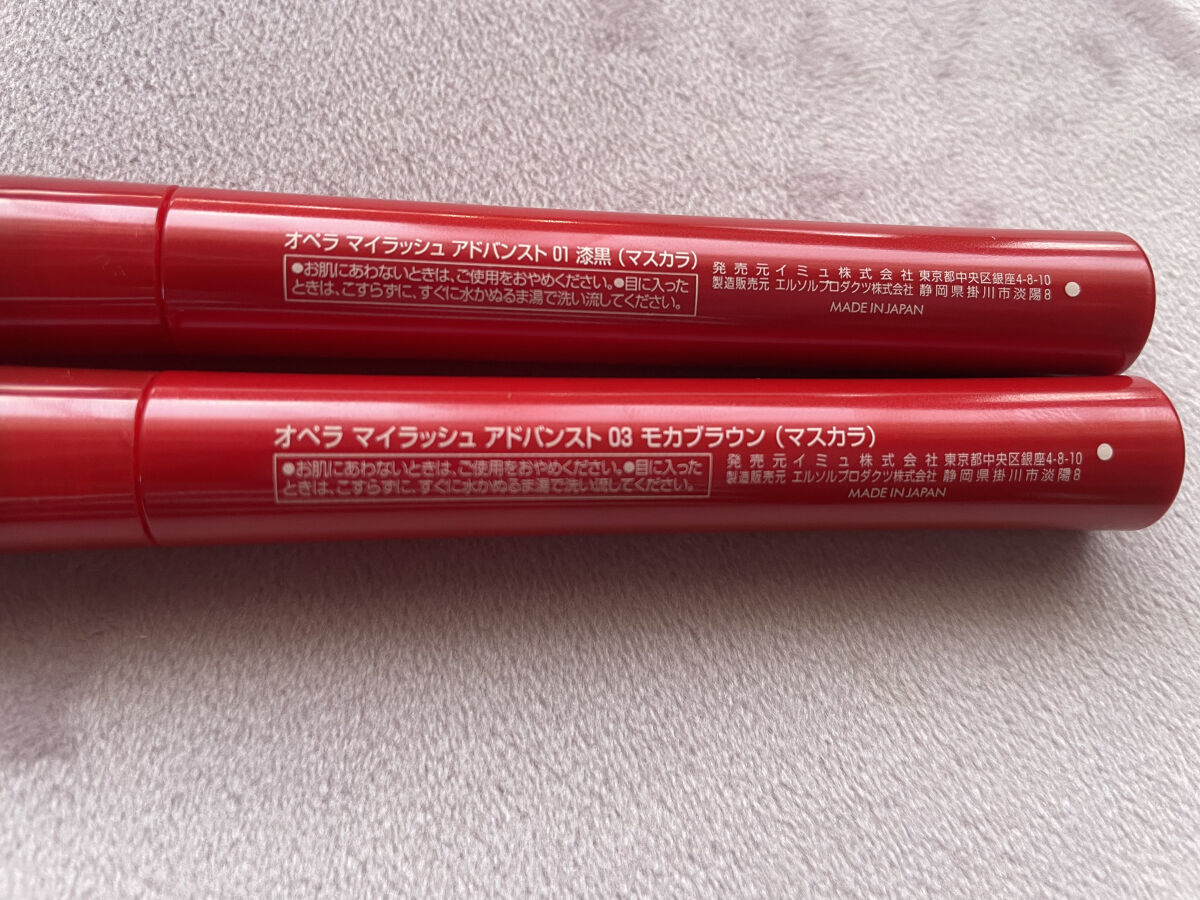 オペラ マイラッシュ アドバンスト 01 漆黒（マスカラ）
●お肌にあわないときは、ご使用をおやめください。●目に入った
ときは、こすらずに、すぐに水かぬるま湯で洗い流してください。
発売元イミュ株式会社 東京都中央区銀座4-8-10
製造販売元 エルソルプロダクツ株式会社 静岡県掛川市淡陽8
MADE IN JAPAN
オペラ マイラッシュ アドバンスト 03 モカブラウン（マスカラ）
●お肌にあわないときは、ご使用をおやめください。●目に入った
ときは、こすらずに、すぐに水かぬるま湯で洗い流してください。
発売元イミュ株式会社 東京都中央区銀座4-8-10
製造販売元 エルソルプロダクツ株式会社 静岡県掛川市淡陽8
MADE IN JAPAN